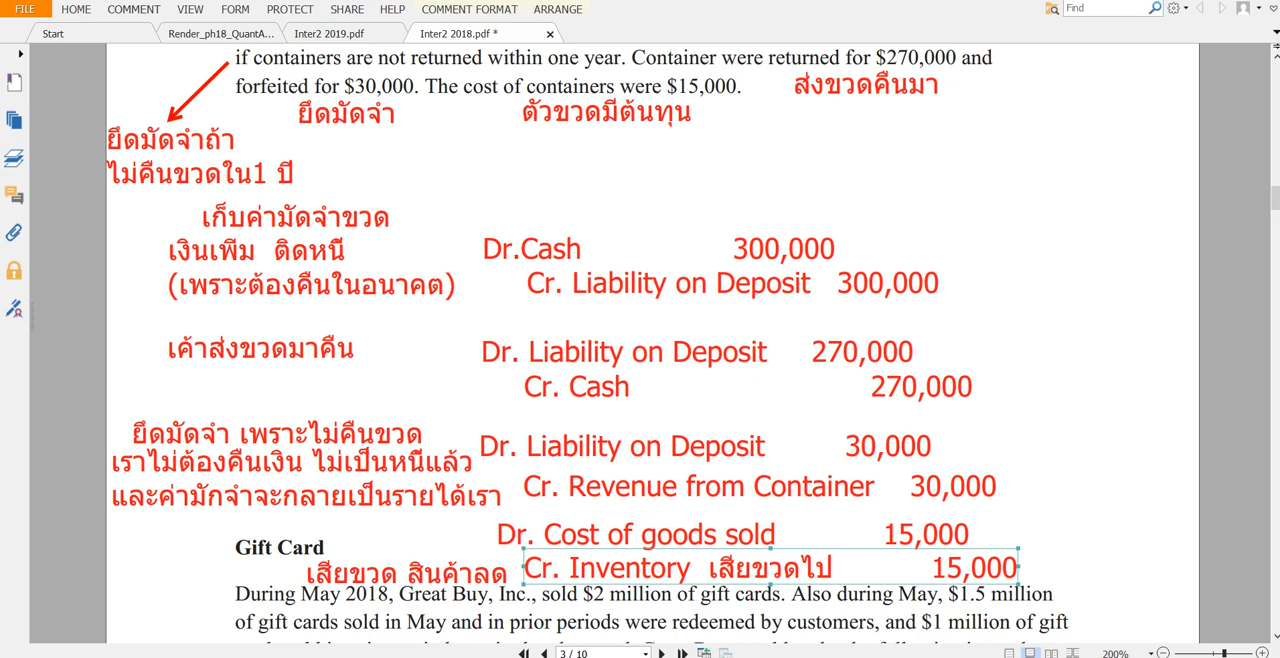 FILE HOME COMMENT VIEW FORM PROTECT SHARE HELP COMMENT FORMAT ARRANGE Find
Start Render_ph18_QuantA... Inter2 2019.pdf Inter2 2018.pdf *
if containers are not returned within one year. Container were returned for $270,000 and
forfeited for $30,000. The cost of containers were $15,000. ส่งขวดคืนมา
ยึดมัดจำ ตัวขวดมีต้นทุน
ยึดมัดจำถ้า
ไม่คืนขวดใน1 ปี
เก็บค่ามัดจำขวด
เงินเพิ่ม ติดหนี้ Dr.Cash 300,000
(เพราะต้องคืนในอนาคต) Cr. Liability on Deposit 300,000
เค้าส่งขวดมาคืน Dr. Liability on Deposit 270,000
Cr. Cash 270,000
ยึดมัดจำ เพราะไม่คืนขวด
Dr. Liability on Deposit 30,000
เราไม่ต้องคืนเงิน ไม่เป็นหนี้แล้ว
และค่ามักจำจะกลายเป็นรายได้เรา Cr. Revenue from Container 30,000
Dr. Cost of goods sold 15,000
Gift Card
เสียขวด สินค้าลด Cr. Inventory เสียขวดไป 15,000
During May 2018, Great Buy, Inc., sold $2 million of gift cards. Also during May, $1.5 million
of gift cards sold in May and in prior periods were redeemed by customers, and $1 million of gift
3 / 10 200%